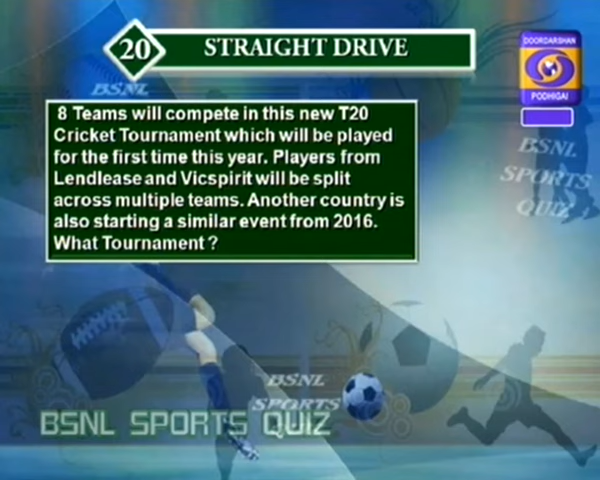 20
STRAIGHT DRIVE
DOORDARSHAN
PODHIGAI
BSNL
8 Teams will compete in this new T20
Cricket Tournament which will be played
for the first time this year. Players from
Lendlease and Vicspirit will be split
across multiple teams. Another country is
also starting a similar event from 2016.
What Tournament ?
BSNL
SPORTS
QUIZ
BSNL
SPORTS
BSNL SPORTS QUIZ